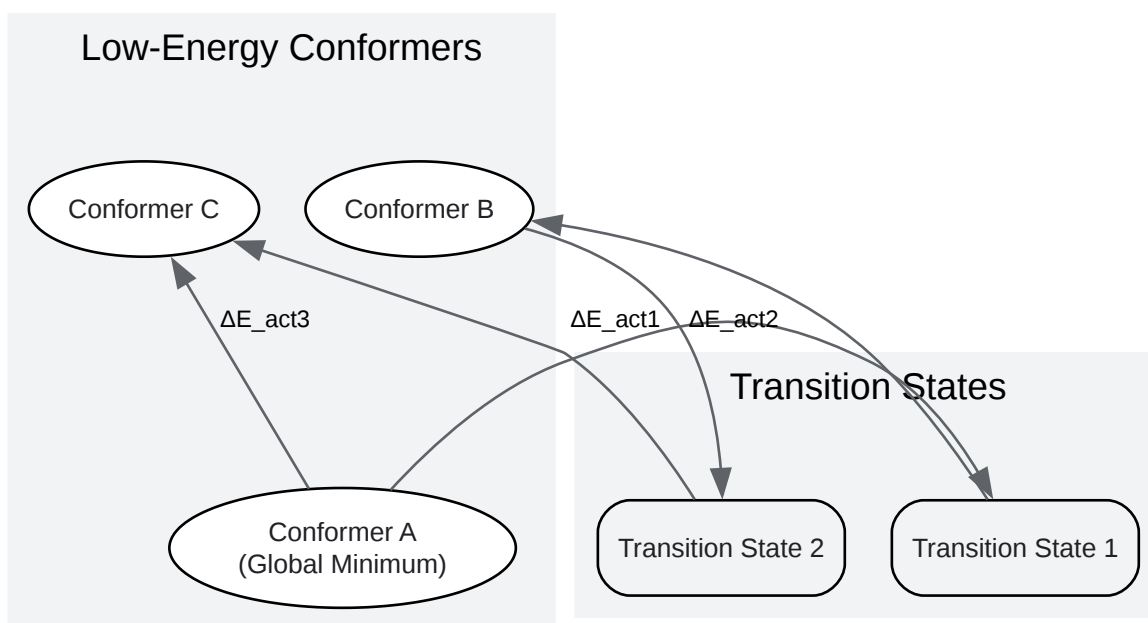 Low-Energy Conformers
Conformer C
Conformer B
ΔE_act3
ΔE_act1
ΔE_act2
Transition States
Conformer A
(Global Minimum)
Transition State 2
Transition State 1